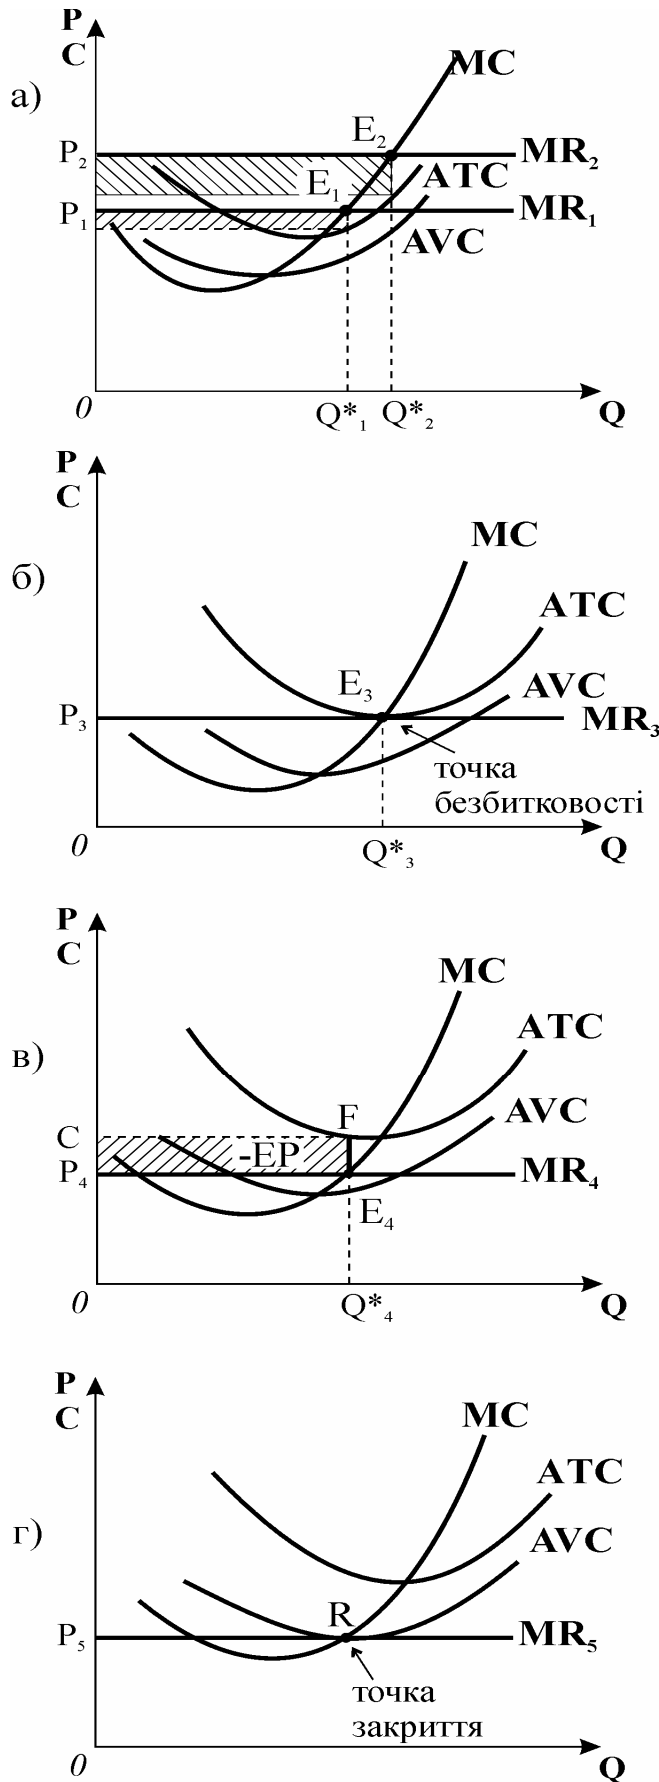 P
C
а)
MC
E₂
P₂
MR₂
E₁
ATC
P₁
MR₁
AVC
0
Q*₁
Q*₂
Q
P
C
б)
MC
ATC
E₃
AVC
P₃
MR₃
точка
безбитковості
0
Q*₃
Q
P
C
в)
MC
ATC
F
AVC
C
-EP
P₄
MR₄
E₄
0
Q*₄
Q
P
C
г)
MC
ATC
AVC
R
P₅
MR₅
точка
закриття
0
Q